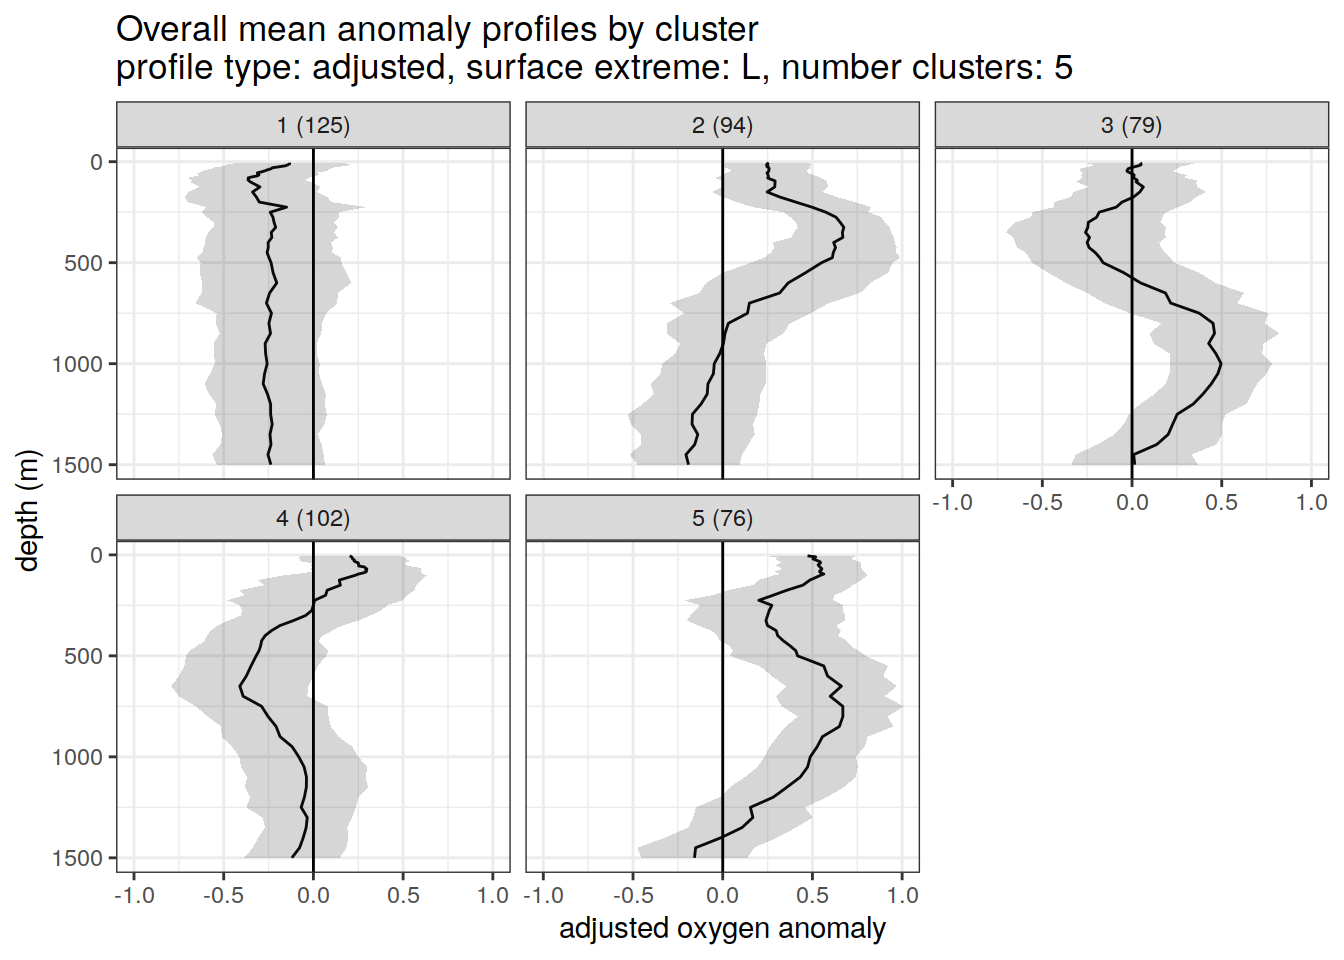 Overall mean anomaly profiles by cluster
profile type: adjusted, surface extreme: L, number clusters: 5
1 (125)
2 (94)
3 (79)
0
500
1000
1500
-1.0 -0.5 0.0 0.5 1.0
4 (102)
5 (76)
depth (m)
0
500
1000
1500
-1.0 -0.5 0.0 0.5 1.0
-1.0 -0.5 0.0 0.5 1.0
adjusted oxygen anomaly